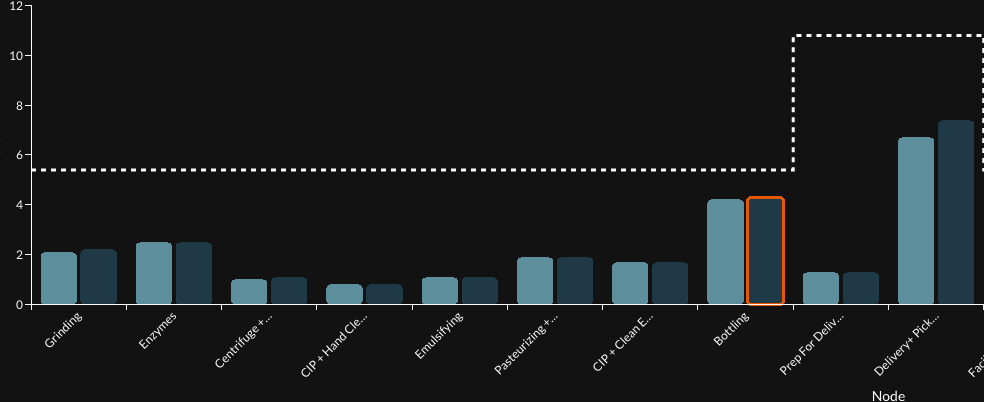 12
10
8
6
4
2
0
Grinding
Enzymes
Centrifuge +...
CIP + Hand Cle...
Emulsifying
Pasteurizing +...
CIP + Clean E...
Bottling
Prep For Deliv...
Delivery+ Pick...
Faci
Node